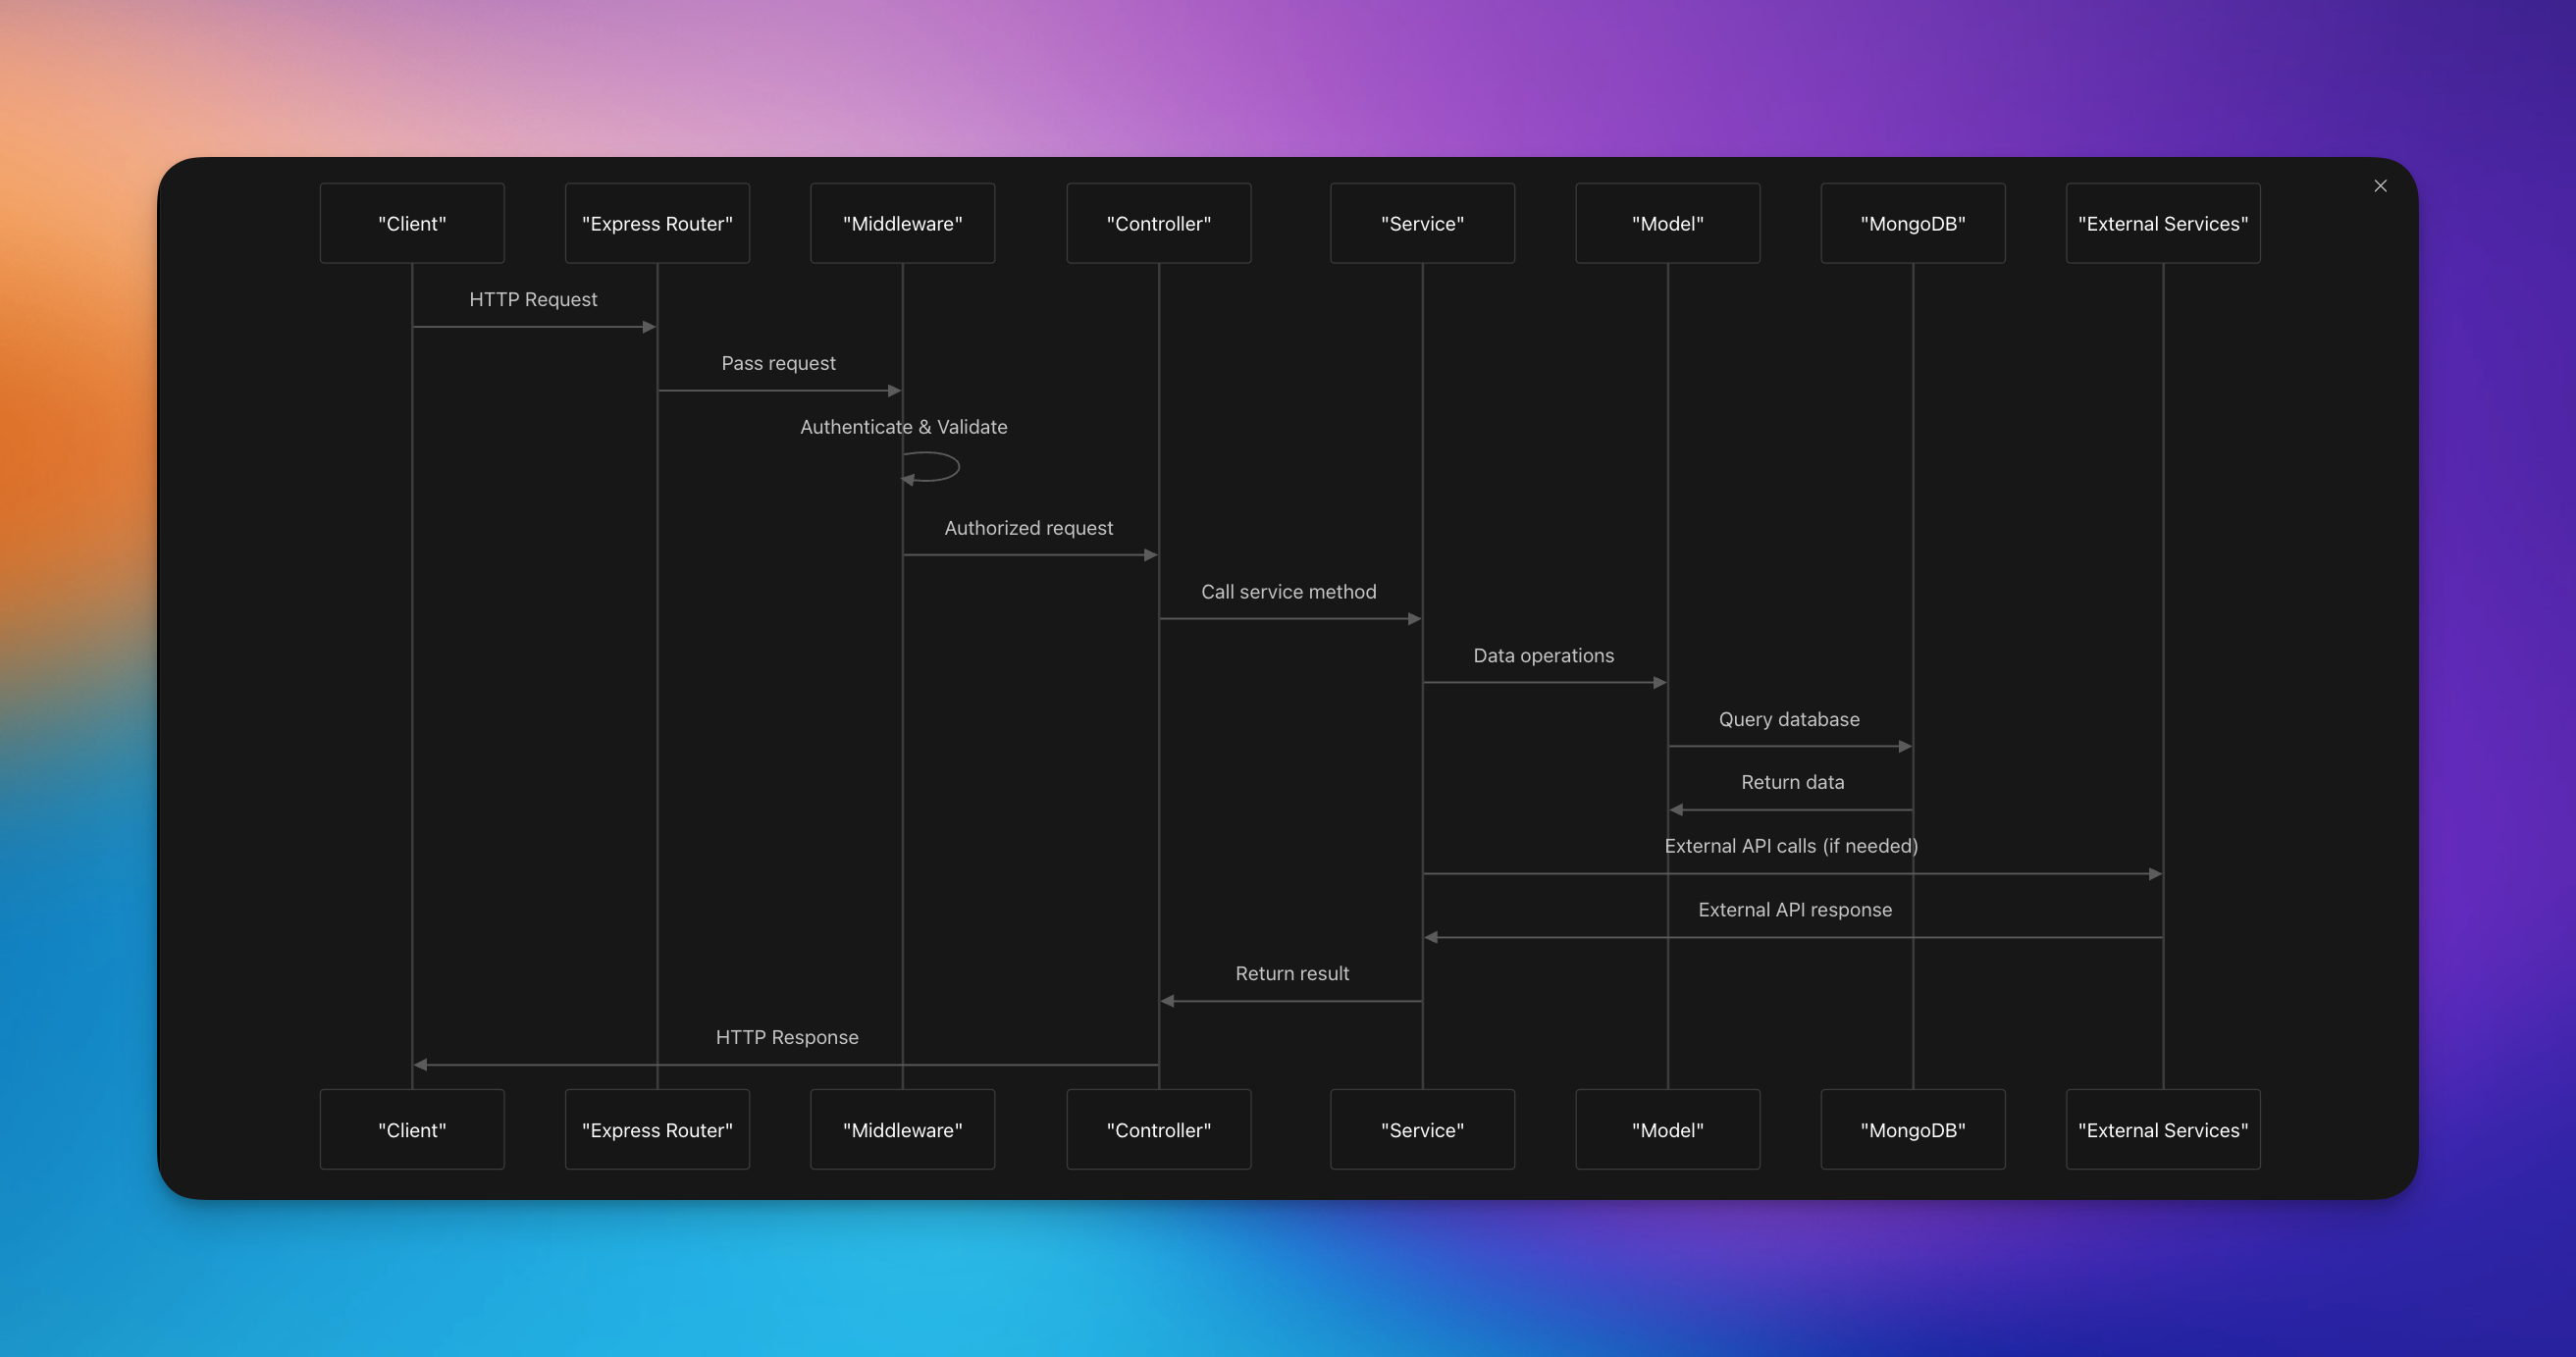 "Client"
"Express Router"
"Middleware"
"Controller"
"Service"
"Model"
"MongoDB"
"External Services"
HTTP Request
Pass request
Authenticate & Validate
Authorized request
Call service method
Data operations
Query database
Return data
External API calls (if needed)
External API response
Return result
HTTP Response
"Client"
"Express Router"
"Middleware"
"Controller"
"Service"
"Model"
"MongoDB"
"External Services"